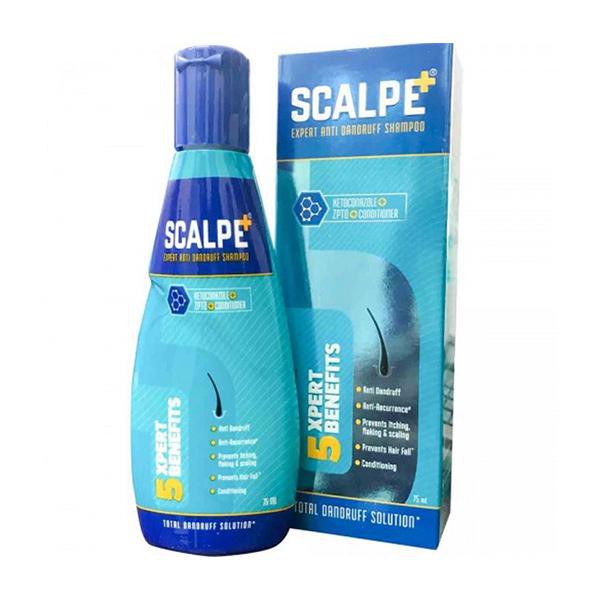 SCALPE+
EXPERT ANTI DANDRUFF SHAMPOO
KETOCONAZOLE+
ZPTO+CONDITIONER
5 XPERT
BENEFITS
Anti Dandruff
Anti-Recurrence*
Prevents Itching,
flaking & scaling
Prevents Hair Fall~
Conditioning
75 ml
TOTAL DANDRUFF SOLUTION*
SCALPE+®
EXPERT ANTI DANDRUFF SHAMPOO
KETOCONAZOLE+
ZPTO+CONDITIONER
5 XPERT
BENEFITS
Anti Dandruff
Anti-Recurrence*
Prevents Itching,
flaking & scaling
Prevents Hair Fall~
Conditioning
75 ml
TOTAL DANDRUFF SOLUTION*